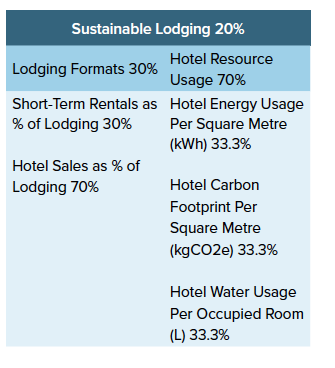 Sustainable Lodging 20%
Lodging Formats 30%
Hotel Resource
Usage 70%
Short-Term Rentals as
% of Lodging 30%
Hotel Sales as % of
Lodging 70%
Hotel Energy Usage
Per Square Metre
(kWh) 33.3%
Hotel Carbon
Footprint Per
Square Metre
(kgCO2e) 33.3%
Hotel Water Usage
Per Occupied Room
(L) 33.3%